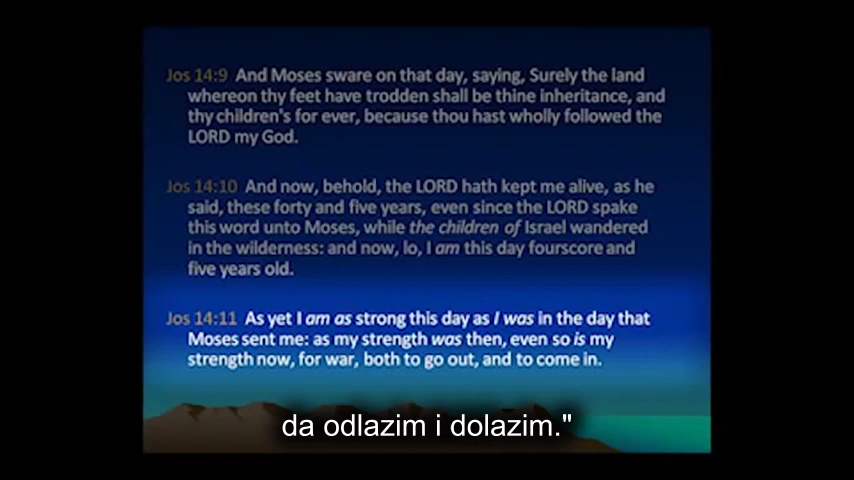 Jos 14:9 And Moses sware on that day, saying, Surely the land
whereon thy feet have trodden shall be thine inheritance, and
thy children's for ever, because thou hast wholly followed the
LORD my God.
Jos 14:10 And now, behold, the LORD hath kept me alive, as he
said, these forty and five years, even since the LORD spake
this word unto Moses, while the children of Israel wandered
in the wilderness: and now, lo, I am this day fourscore and
five years old.
Jos 14:11 As yet I am as strong this day as I was in the day that
Moses sent me: as my strength was then, even so is my
strength now, for war, both to go out, and to come in.
da odlazim i dolazim."